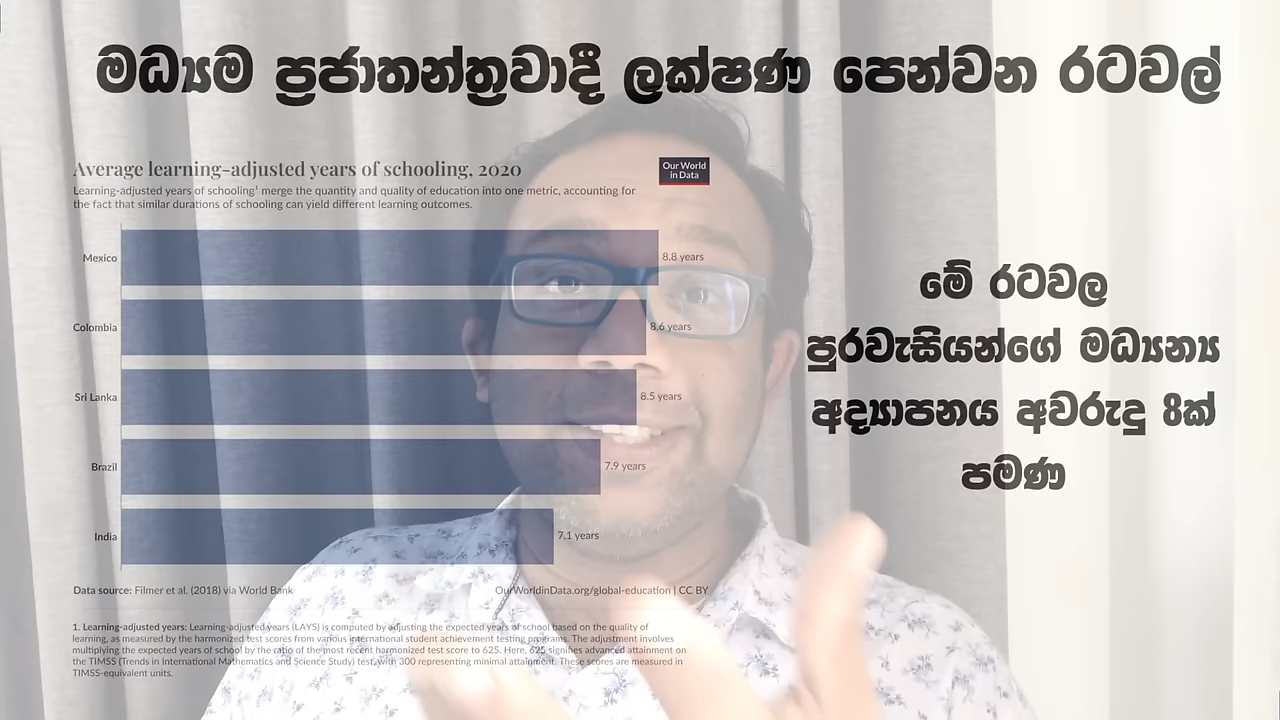 මධ්‍යම ප්‍රජාතන්ත්‍රවාදී ලක්ෂණ පෙන්වන රටවල්
Average learning-adjusted years of schooling, 2020
Our World
in Data
Learning-adjusted years of schooling¹ merge the quantity and quality of education into one metric, accounting for
the fact that similar durations of schooling can yield different learning outcomes.
Mexico 8.8 years
Colombia 8.6 years
Sri Lanka 8.5 years
Brazil 7.9 years
India 7.1 years
මේ රටවල
පුරවැසියන්ගේ මධ්‍යන්‍ය
අද්‍යාපනය අවරුදු 8ක්
පමණ
Data source: Filmer et al. (2018) via World Bank
OurWorldinData.org/global-education | CC BY
1. Learning-adjusted years: Learning-adjusted years (LAYS) is computed by adjusting the expected years of school based on the quality of
learning, as measured by the harmonized test scores from various international student achievement testing programs. The adjustment involves
multiplying the expected years of school by the ratio of the most recent harmonized test score to 625. Here, 625 signifies advanced attainment on
the TIMSS (Trends in International Mathematics and Science Study) test, with 300 representing minimal attainment. These scores are measured in
TIMSS-equivalent units.